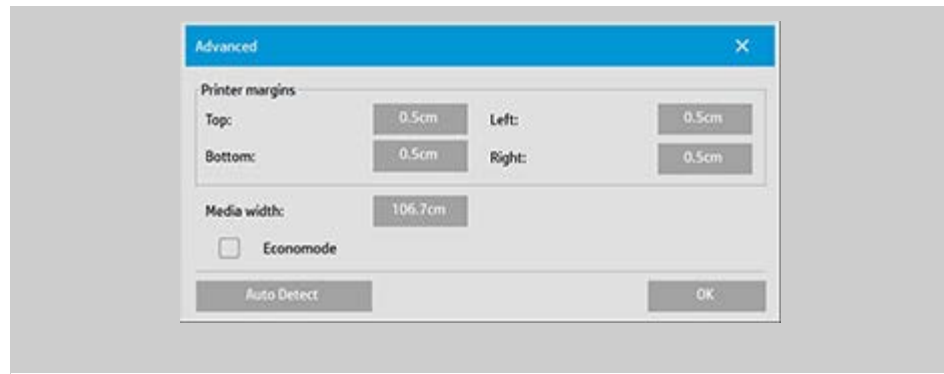 Advanced
Printer margins
Top: 0.5cm Left: 0.5cm
Bottom: 0.5cm Right: 0.5cm
Media width: 106.7cm
Economode
Auto Detect OK